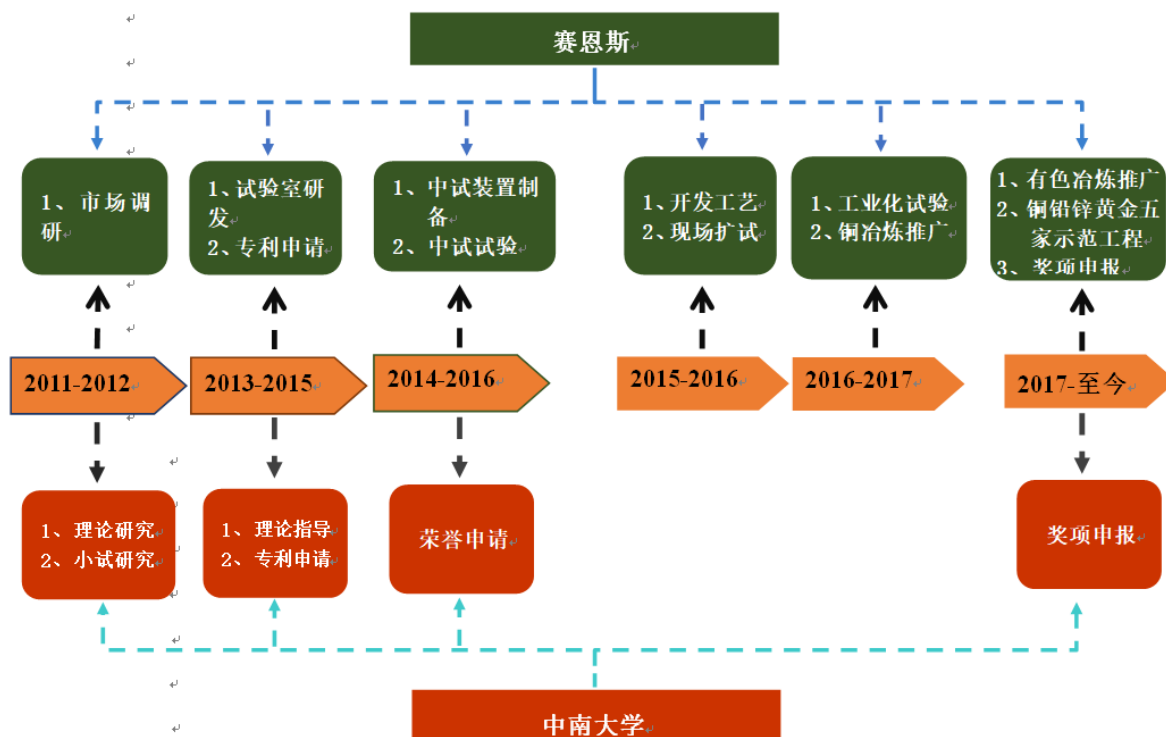 赛恩斯
1、市场调
研
1、试验室研
发
2、专利申请
1、中试装置制
备
2、中试试验
1、开发工艺
2、现场扩试
1、工业化试验
2、铜冶炼推广
1、有色冶炼推广
2、铜铅锌黄金五
家示范工程
3、奖项申报
2011-2012
2013-2015
2014-2016
2015-2016
2016-2017
2017-至今
1、理论研究
2、小试研究
1、理论指导
2、专利申请
荣誉申请
奖项申报
中南大学